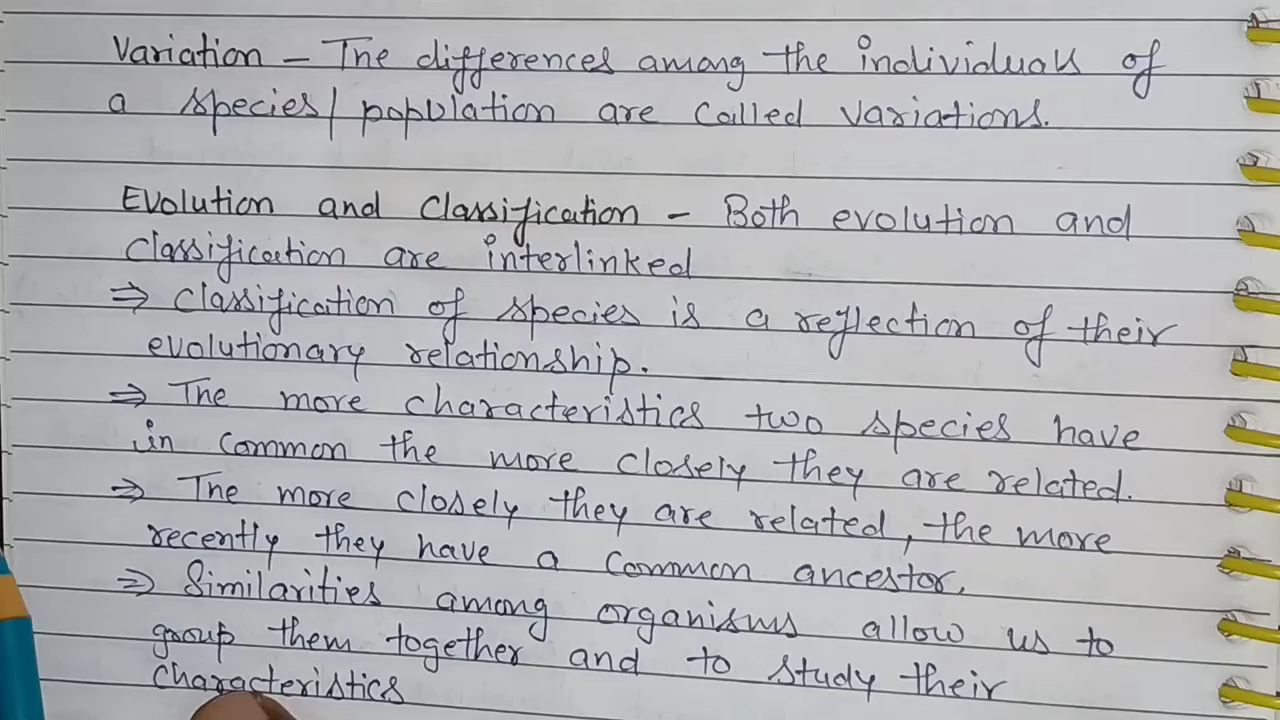 Variation – The differences among the individuals of
a species/population are called variations.
Evolution and Classification – Both evolution and
classification are interlinked
⇒ Classification of species is a reflection of their
evolutionary relationship.
⇒ The more characteristics two species have
in common the more closely they are related.
⇒ The more closely they are related, the more
recently they have a common ancestor.
⇒ Similarities among organisms allow us to
group them together and to study their
characteristics